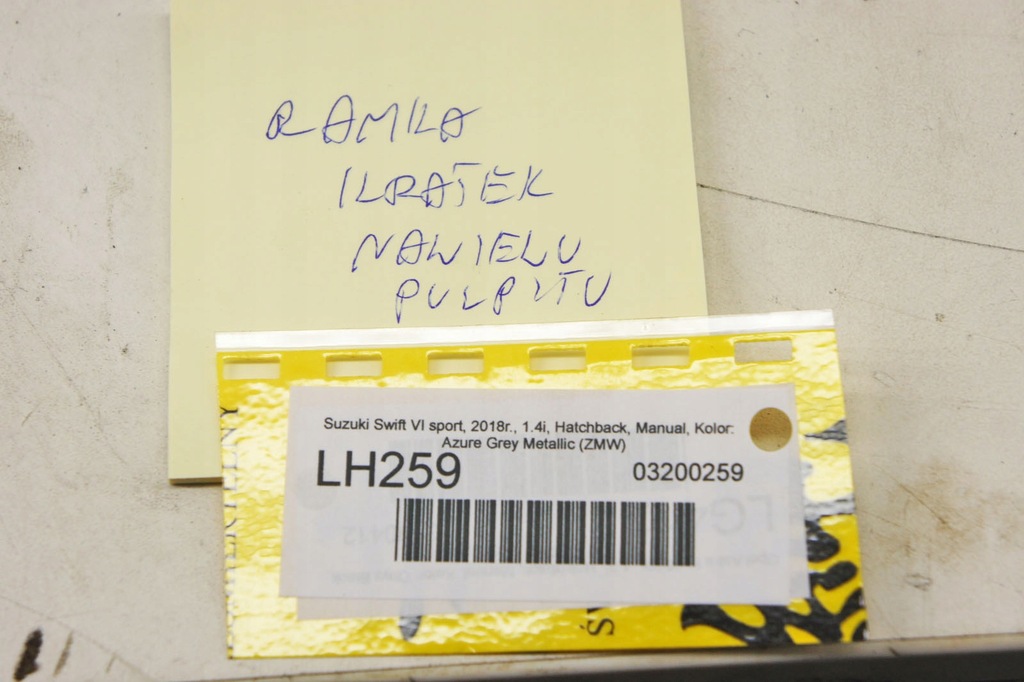 RAMKA
KRATEK
NAWIEWU
PULPITU
Suzuki Swift VI sport, 2018r., 1.4i, Hatchback, Manual, Kolor:
Azure Grey Metallic (ZMW)
LH259 03200259